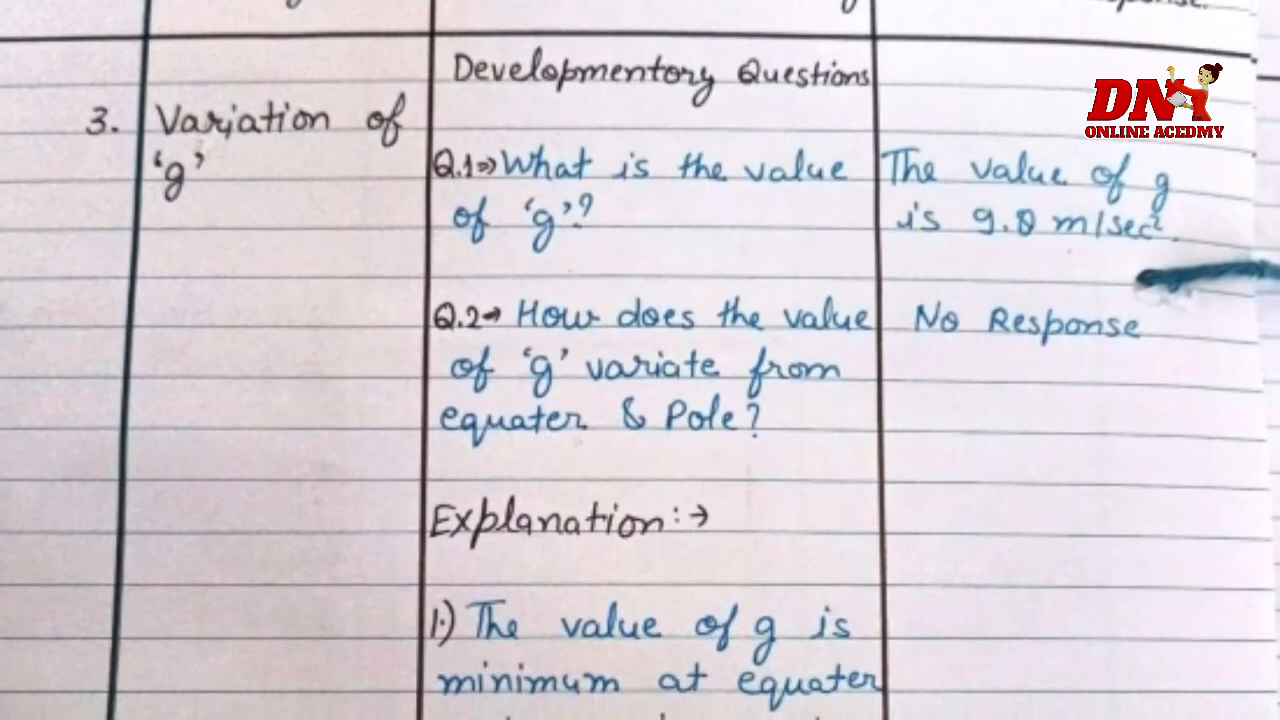 Developmentory Questions
3. Variation of
'g'
Q.1⇒ What is the value
of 'g'?
The value of g
is 9.8 m/sec².
Q.2→ How does the value
of 'g' variate from
equater & Pole?
No Response
Explanation:→
1.) The value of g is
minimum at equater
DN
ONLINE ACEDMY